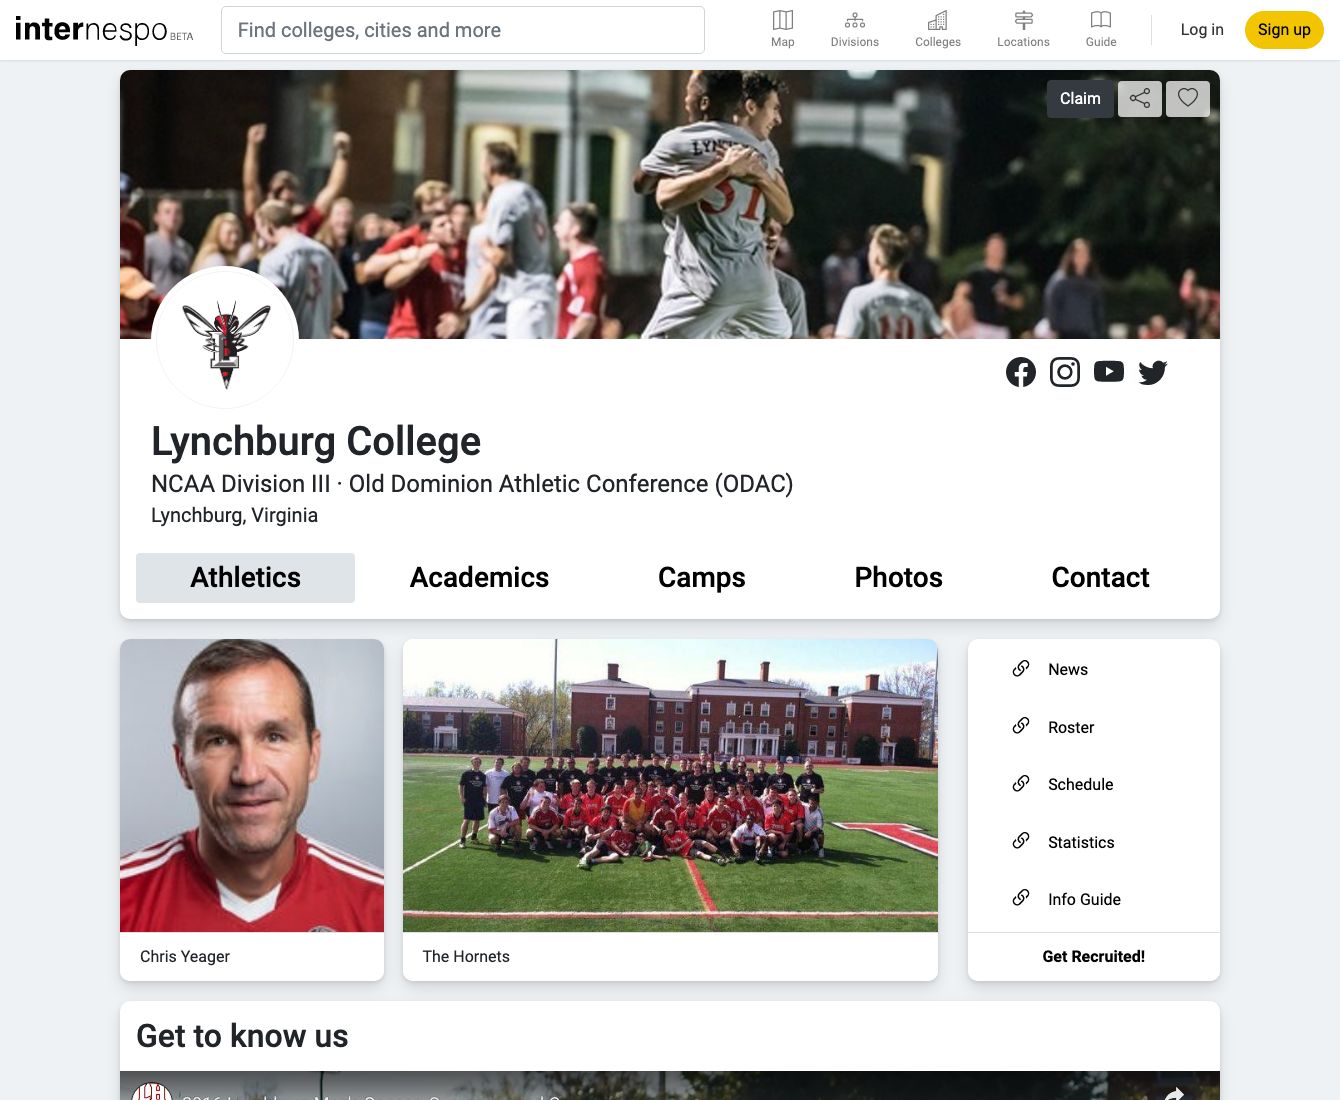 internespo BETA
Find colleges, cities and more
Map
Divisions
Colleges
Locations
Guide
Log in
Sign up
Claim
51
Lynchburg College
NCAA Division III · Old Dominion Athletic Conference (ODAC)
Lynchburg, Virginia
Athletics
Academics
Camps
Photos
Contact
News
Roster
Schedule
Statistics
Info Guide
Chris Yeager
The Hornets
Get Recruited!
Get to know us